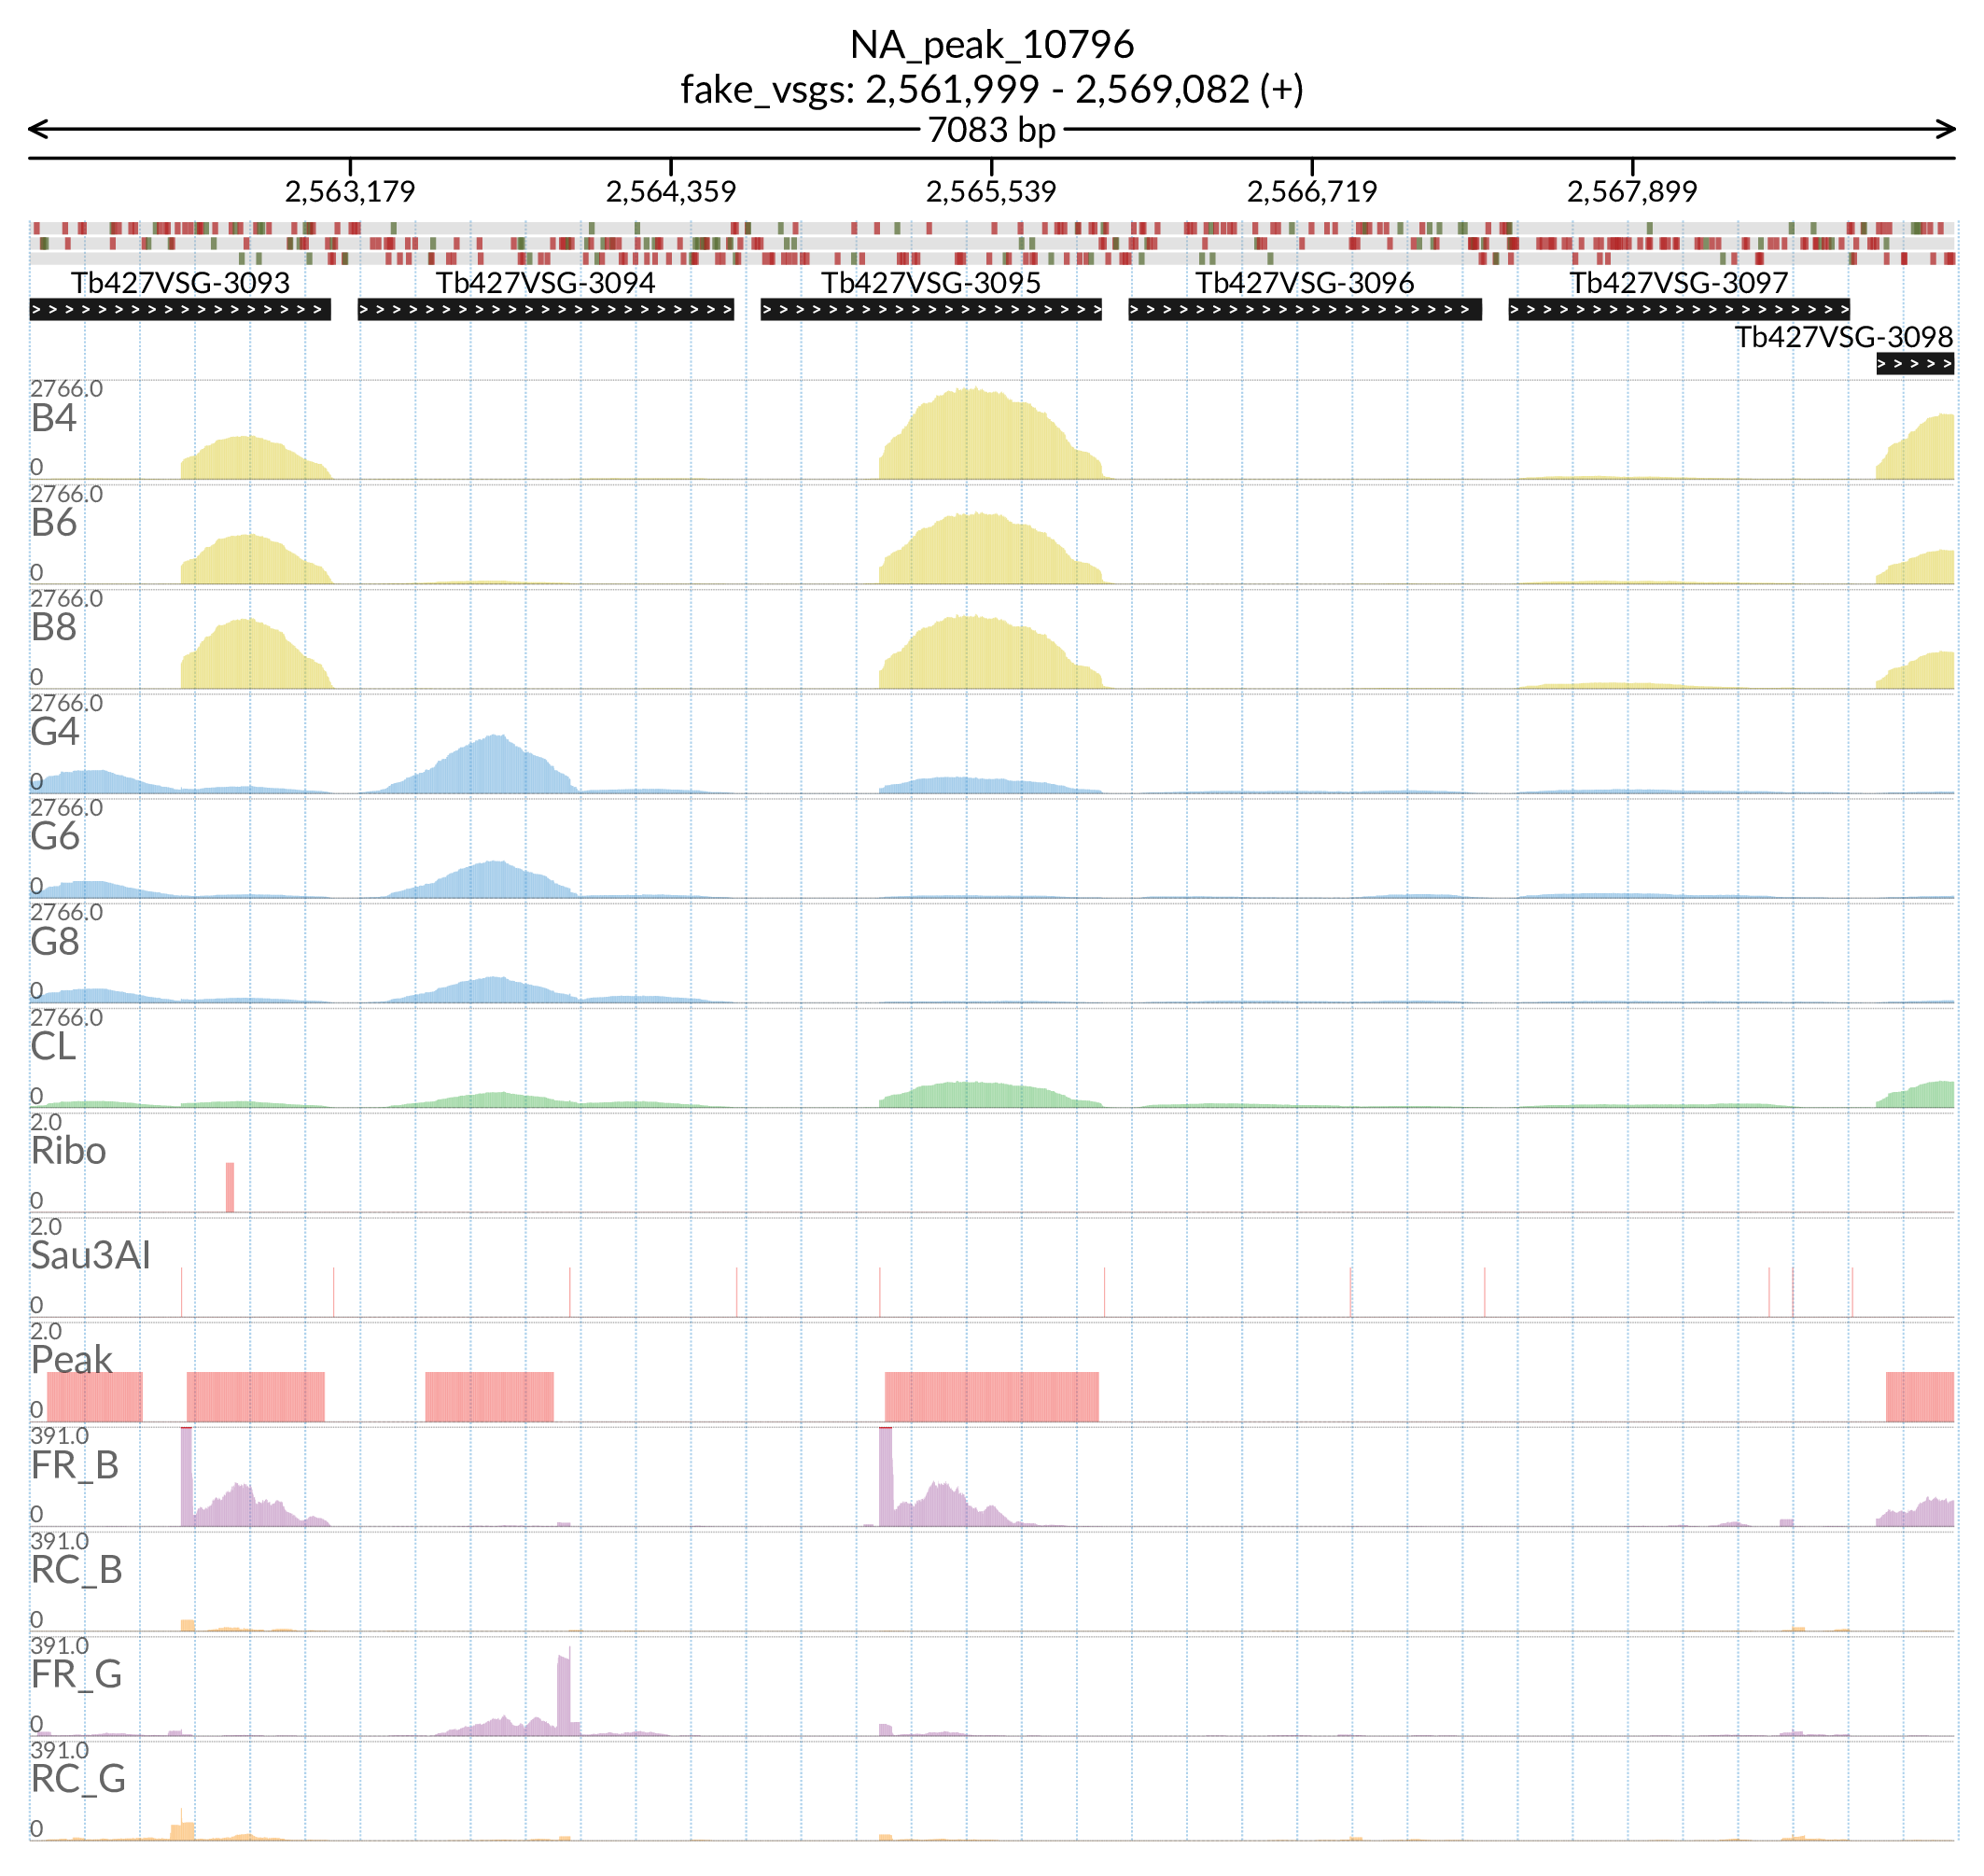 NA_peak_10796
fake_vsgs: 2,561,999 - 2,569,082 (+)
7083 bp
2,563,179 2,564,359 2,565,539 2,566,719 2,567,899
Tb427VSG-3093 Tb427VSG-3094 Tb427VSG-3095 Tb427VSG-3096 Tb427VSG-3097
Tb427VSG-3098
2766.0
B4
0
2766.0
B6
0
2766.0
B8
0
2766.0
G4
0
2766.0
G6
0
2766.0
G8
0
2766.0
CL
0
2.0
Ribo
0
2.0
Sau3AI
0
2.0
Peak
0
391.0
FR_B
0
391.0
RC_B
0
391.0
FR_G
0
391.0
RC_G
0